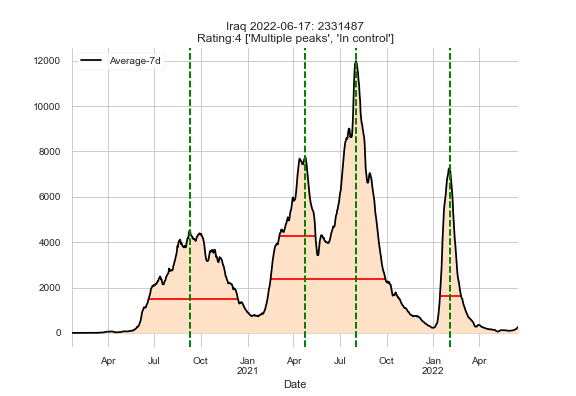 Iraq 2022-06-17: 2331487
Rating:4 ['Multiple peaks', 'In control']
Average-7d
12000
10000
8000
6000
4000
2000
0
Apr Jul Oct Jan Apr Jul Oct Jan Apr
2021 2022
Date